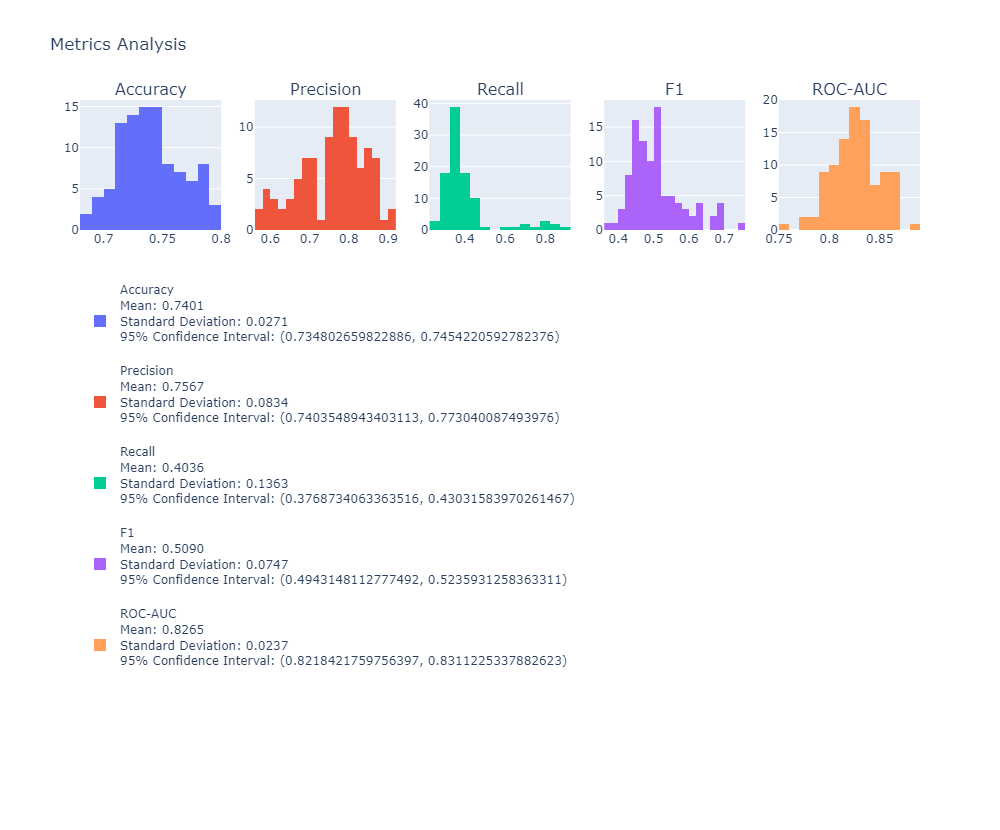 Metrics Analysis
Accuracy Precision Recall F1 ROC-AUC
15
10
5
0
0.7 0.75 0.8
10
5
0
0.6 0.7 0.8 0.9
40
30
20
10
0
0.4 0.6 0.8
15
10
5
0
0.4 0.5 0.6 0.7
20
15
10
5
0
0.75 0.8 0.85
Accuracy
Mean: 0.7401
Standard Deviation: 0.0271
95% Confidence Interval: (0.734802659822886, 0.7454220592782376)
Precision
Mean: 0.7567
Standard Deviation: 0.0834
95% Confidence Interval: (0.7403548943403113, 0.773040087493976)
Recall
Mean: 0.4036
Standard Deviation: 0.1363
95% Confidence Interval: (0.3768734063363516, 0.43031583970261467)
F1
Mean: 0.5090
Standard Deviation: 0.0747
95% Confidence Interval: (0.4943148112777492, 0.5235931258363311)
ROC-AUC
Mean: 0.8265
Standard Deviation: 0.0237
95% Confidence Interval: (0.8218421759756397, 0.8311225337882623)